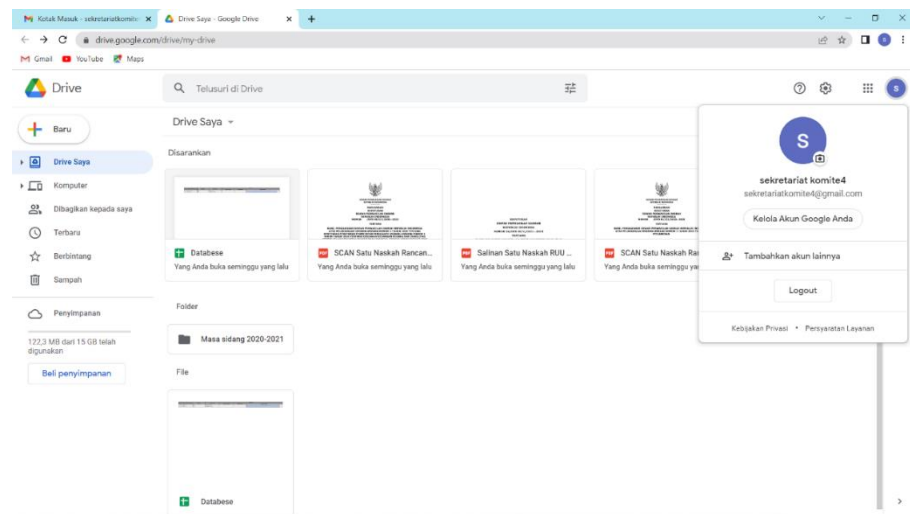 Kotak Masuk - sekretariatkomite
Drive Saya - Google Drive
drive.google.com/drive/my-drive
Gmail
YouTube
Maps
Drive
Telusuri di Drive
S
Baru
Drive Saya
Drive Saya
Komputer
Dibagikan kepada saya
Terbaru
Berbintang
Sampah
Penyimpanan
122,3 MB dari 15 GB telah
digunakan
Beli penyimpanan
Disarankan
Databese
Yang Anda buka seminggu yang lalu
SCAN Satu Naskah Rancan...
Yang Anda buka seminggu yang lalu
Salinan Satu Naskah RUU ...
Yang Anda buka seminggu yang lalu
SCAN Satu Naskah Ra
Yang Anda buka seminggu ya
Folder
Masa sidang 2020-2021
File
Databese
S
sekretariat komite4
sekretariatkomite4@gmail.com
Kelola Akun Google Anda
Tambahkan akun lainnya
Logout
Kebijakan Privasi • Persyaratan Layanan